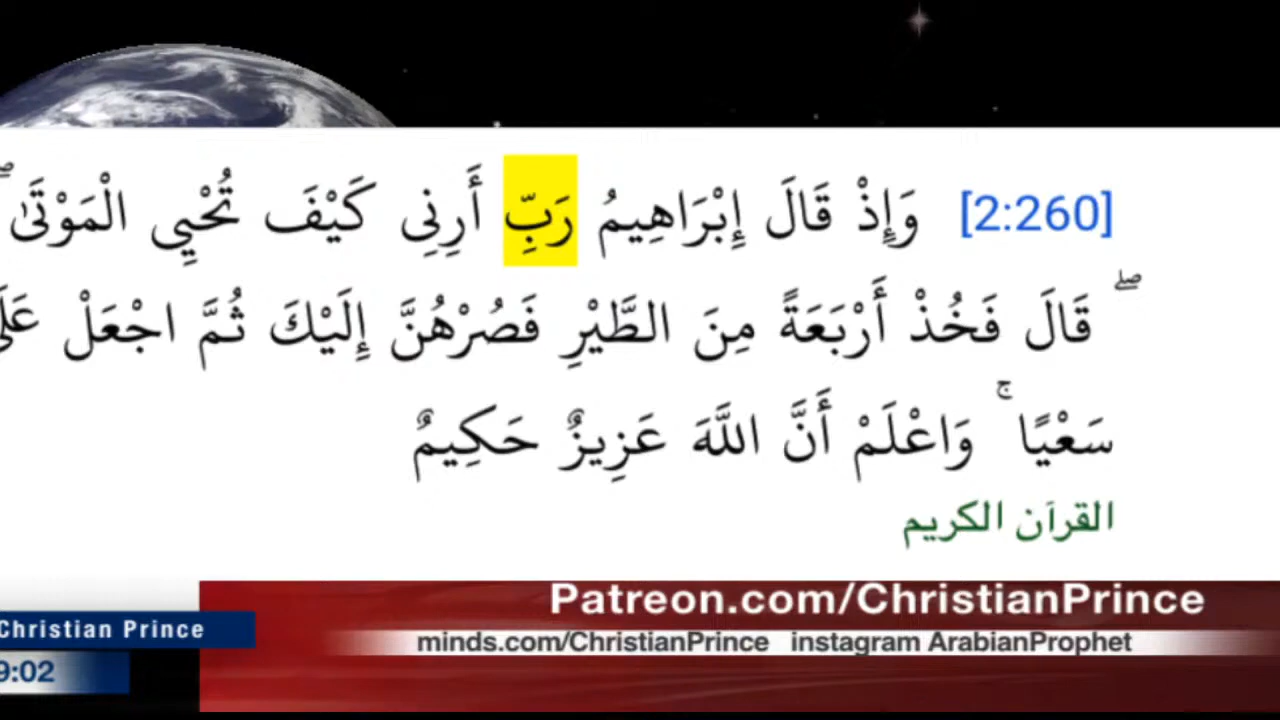 [2:260] وَإِذْ قَالَ إِبْرَاهِيمُ رَبِّ أَرِنِى كَيْفَ تُحْيِى الْمَوْتَىٰ ۖ
ۖ قَالَ فَخُذْ أَرْبَعَةً مِنَ الطَّيْرِ فَصُرْهُنَّ إِلَيْكَ ثُمَّ اجْعَلْ
سَعْيًا ۚ وَاعْلَمْ أَنَّ اللَّهَ عَزِيزٌ حَكِيمٌ
القرآن الكريم
Patreon.com/ChristianPrince
Christian Prince
minds.com/ChristianPrince instagram ArabianProphet
9:02